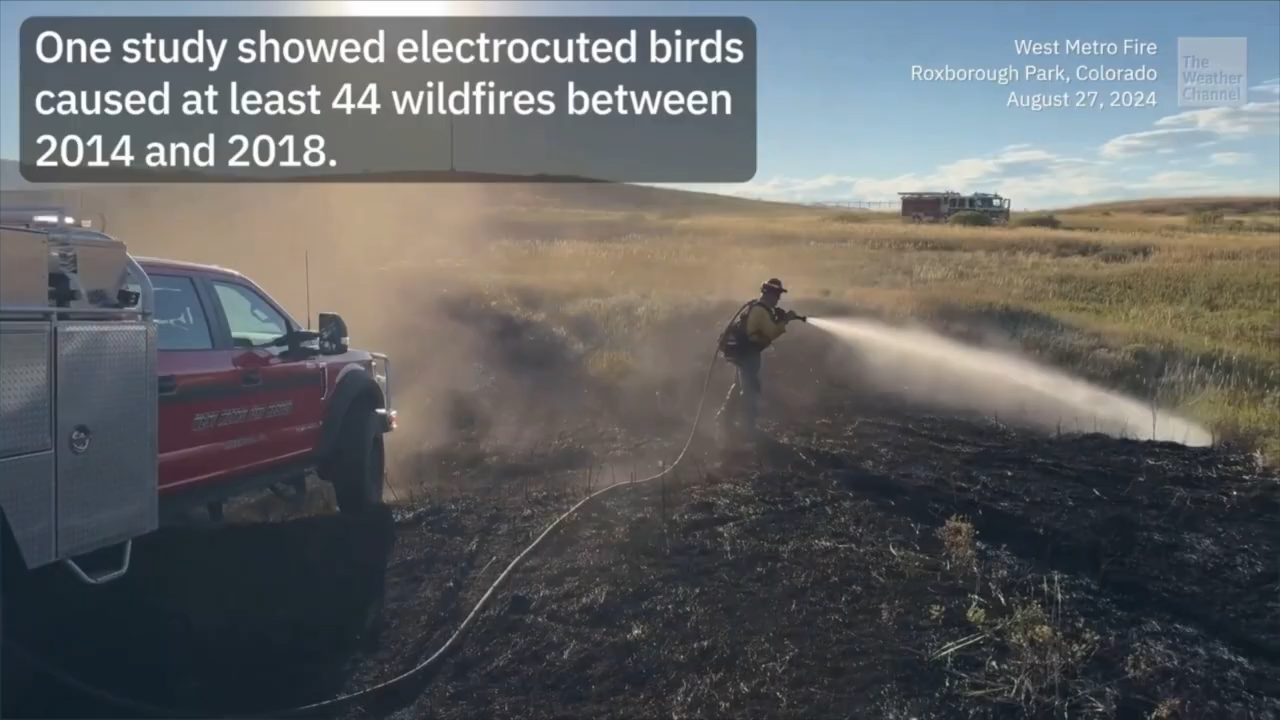 One study showed electrocuted birds
caused at least 44 wildfires between
2014 and 2018.
West Metro Fire
Roxborough Park, Colorado
August 27, 2024
The
Weather
Channel